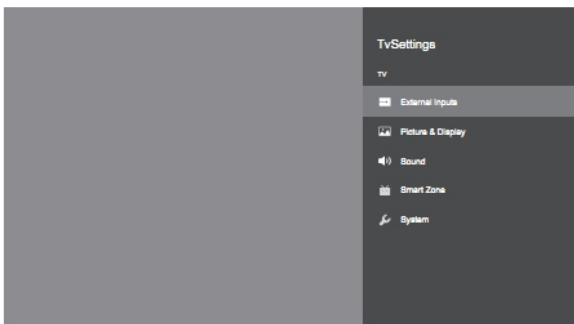 TvSettings
TV
External Inputs
Picture & Display
Sound
Smart Zone
System